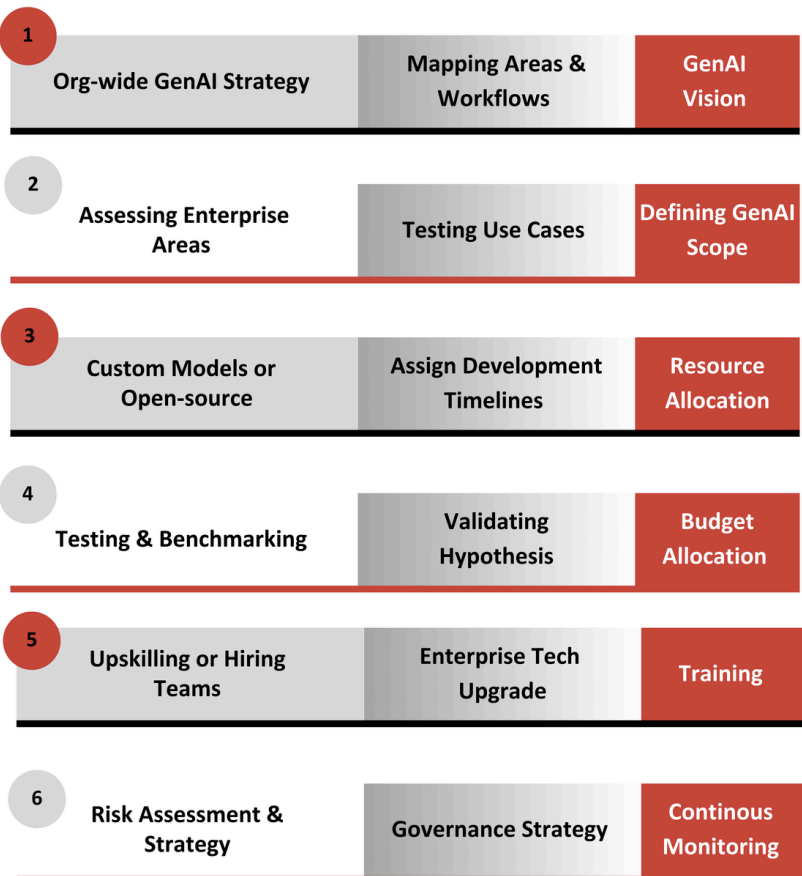 1
Org-wide GenAI Strategy
Mapping Areas &
Workflows
GenAI
Vision
2
Assessing Enterprise
Areas
Testing Use Cases
Defining GenAI
Scope
3
Custom Models or
Open-source
Assign Development
Timelines
Resource
Allocation
4
Testing & Benchmarking
Validating
Hypothesis
Budget
Allocation
5
Upskilling or Hiring
Teams
Enterprise Tech
Upgrade
Training
6
Risk Assessment &
Strategy
Governance Strategy
Continous
Monitoring